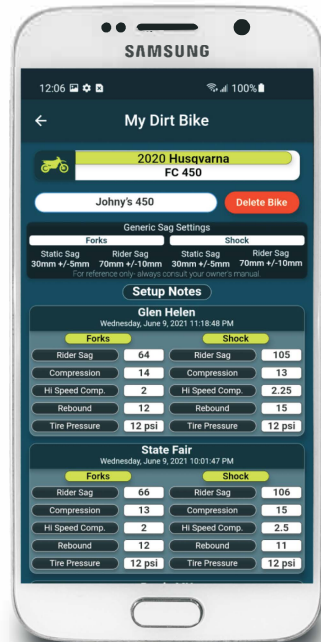 SAMSUNG
12:06 100%
My Dirt Bike
2020 Husqvarna
FC 450
Johny's 450 Delete Bike
Generic Sag Settings
Forks Shock
Static Sag Rider Sag Static Sag Rider Sag
30mm +/-5mm 70mm +/-10mm 30mm +/-5mm 70mm +/-10mm
For reference only- always consult your owner's manual.
Setup Notes
Glen Helen
Wednesday, June 9, 2021 11:18:48 PM
Forks Shock
Rider Sag 64 Rider Sag 105
Compression 14 Compression 13
Hi Speed Comp. 2 Hi Speed Comp. 2.25
Rebound 12 Rebound 15
Tire Pressure 12 psi Tire Pressure 12 psi
State Fair
Wednesday, June 9, 2021 10:01:47 PM
Forks Shock
Rider Sag 66 Rider Sag 106
Compression 13 Compression 15
Hi Speed Comp. 2 Hi Speed Comp. 2.5
Rebound 12 Rebound 11
Tire Pressure 12 psi Tire Pressure 12 psi